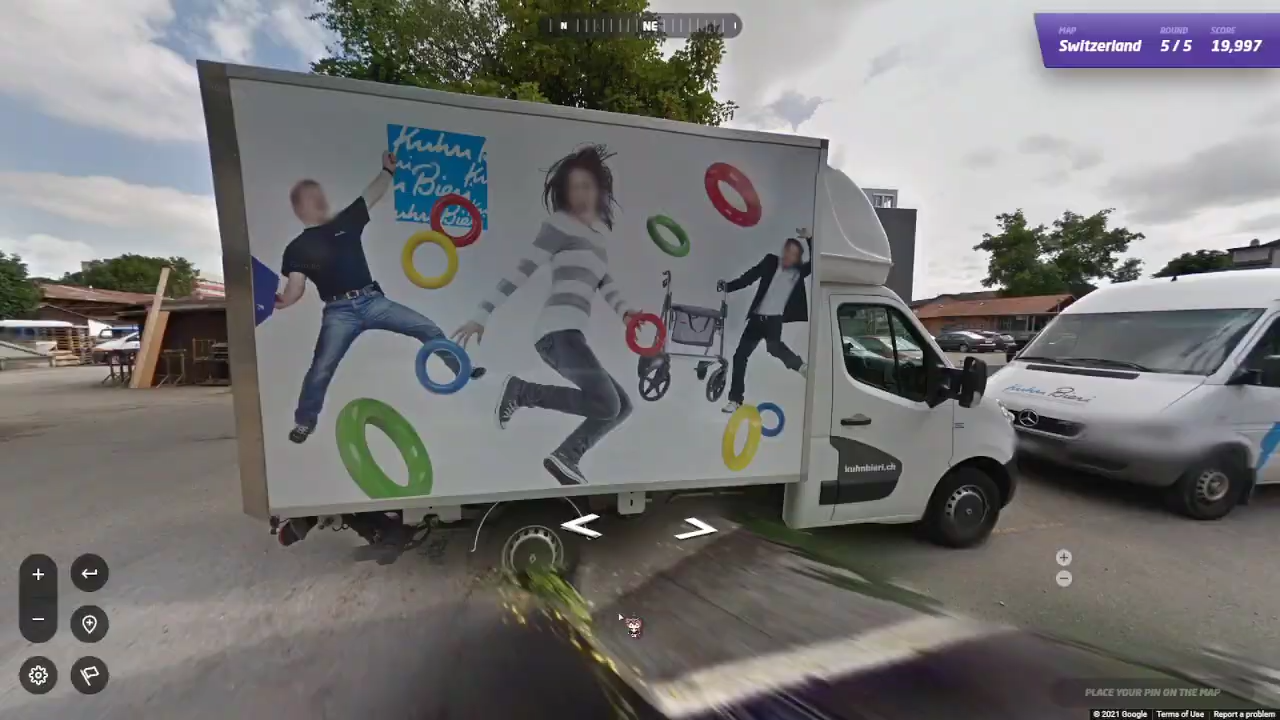 N
NE
MAP
ROUND
SCORE
Switzerland
5 / 5
19,997
Kuhn
Bieri
Kuhn Bieri
kuhnbieri.ch
PLACE YOUR PIN ON THE MAP
© 2021 Google
Terms of Use
Report a problem